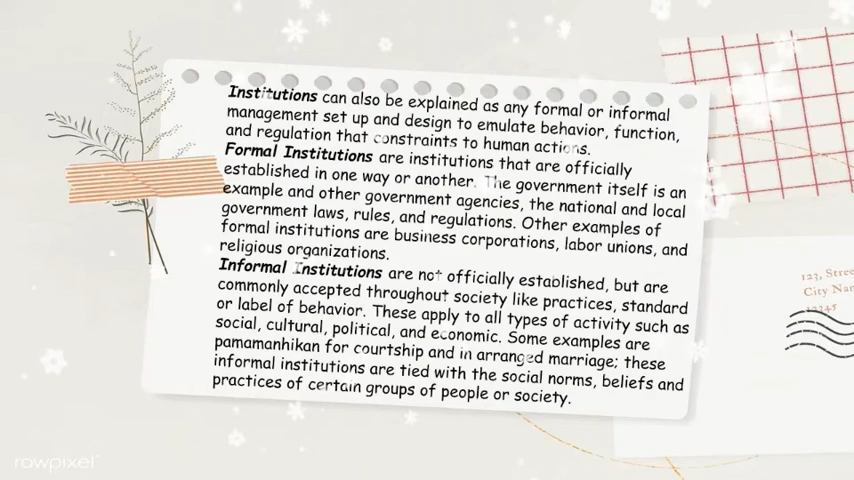 Institutions can also be explained as any formal or informal
management set up and design to emulate behavior, function,
and regulation that constraints to human actions.
Formal Institutions are institutions that are officially
established in one way or another. The government itself is an
example and other government agencies, the national and local
government laws, rules, and regulations. Other examples of
formal institutions are business corporations, labor unions, and
religious organizations.
Informal Institutions are not officially established, but are
commonly accepted throughout society like practices, standard
or label of behavior. These apply to all types of activity such as
social, cultural, political, and economic. Some examples are
pamamanhikan for courtship and in arranged marriage; these
informal institutions are tied with the social norms, beliefs and
practices of certain groups of people or society.
123, Stree
City Nan
12345
rawpixel